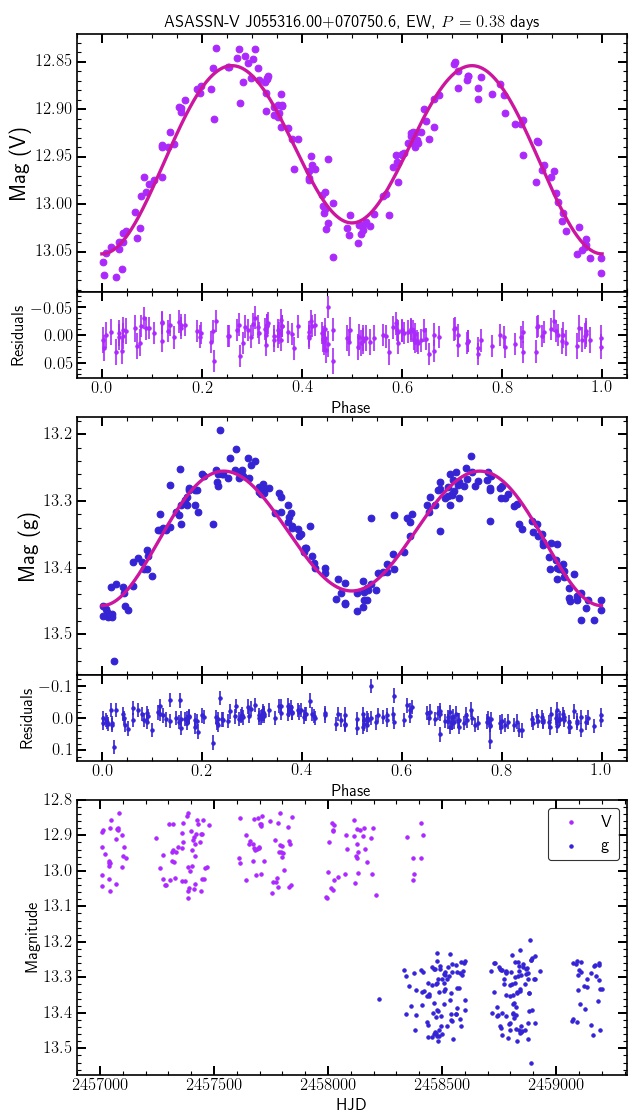 ASASSN-V J055316.00+070750.6, EW, P = 0.38 days
12.85
12.90
12.95
13.00
13.05
Mag (V)
−0.05
0.00
0.05
Residuals
0.0 0.2 0.4 0.6 0.8 1.0
Phase
13.2
13.3
13.4
13.5
Mag (g)
−0.1
0.0
0.1
Residuals
0.0 0.2 0.4 0.6 0.8 1.0
Phase
12.8
12.9
13.0
13.1
13.2
13.3
13.4
13.5
Magnitude
V
g
2457000 2457500 2458000 2458500 2459000
HJD